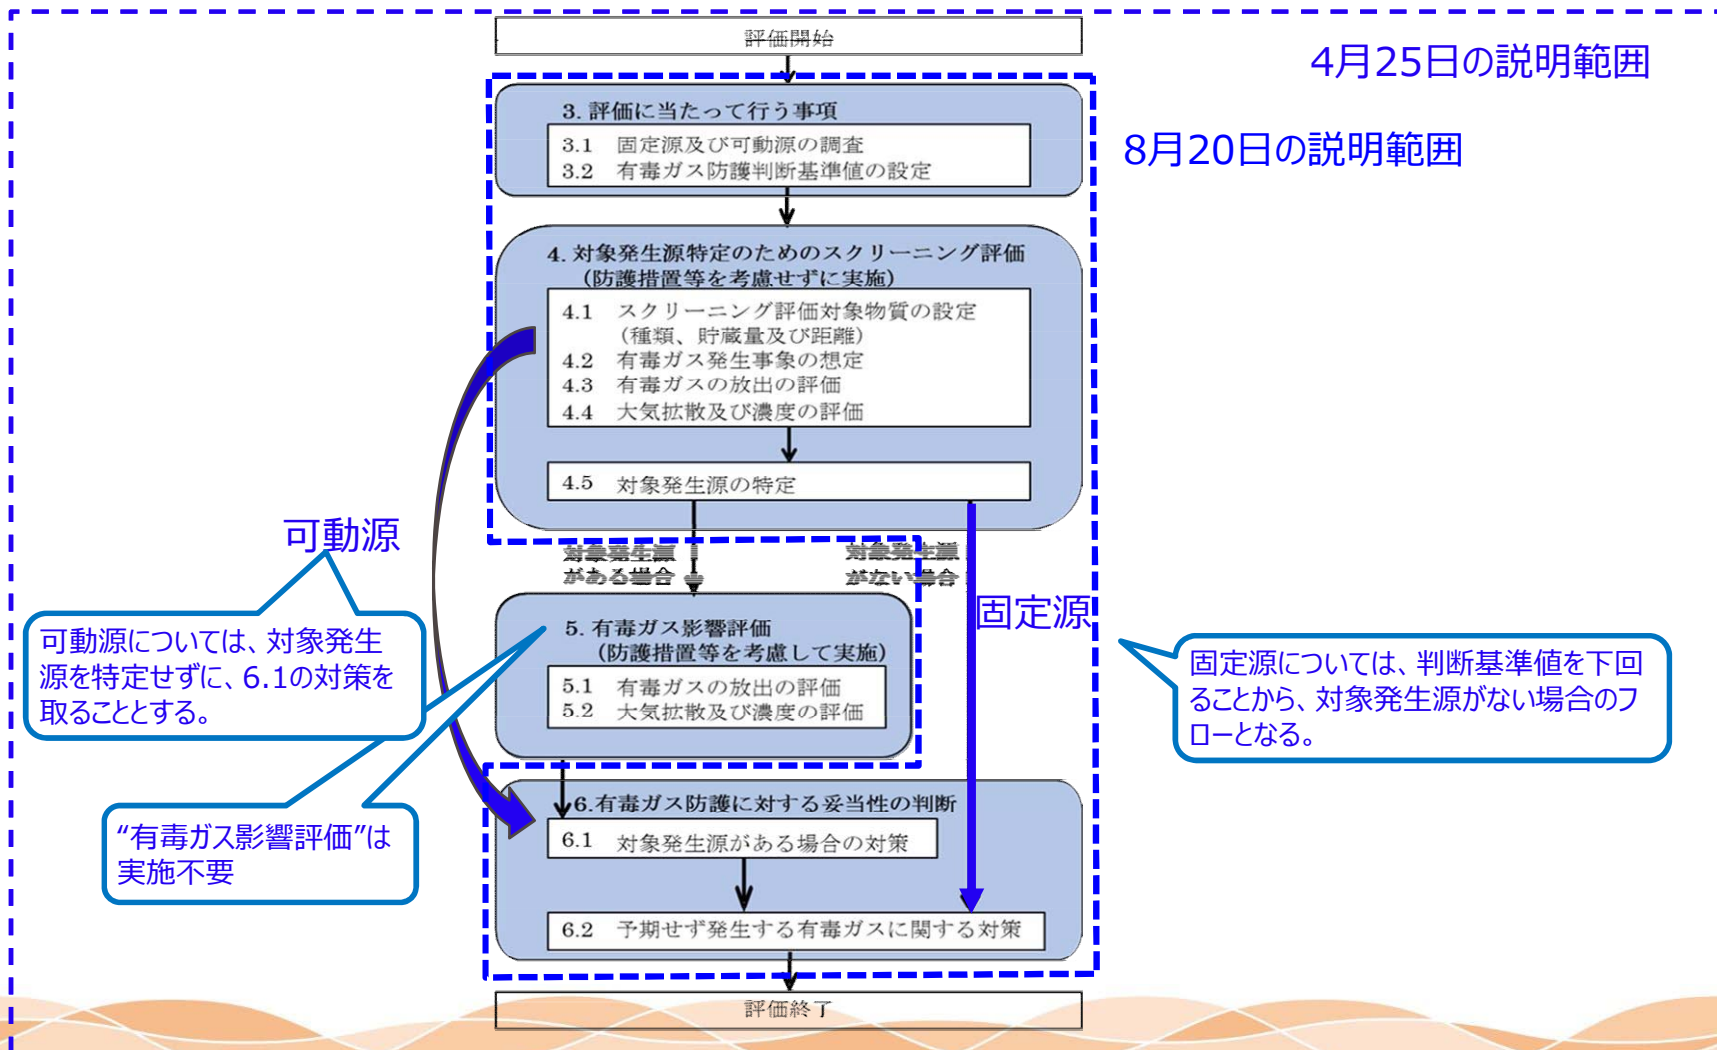 評価開始
4月25日の説明範囲
8月20日の説明範囲
3. 評価に当たって行う事項
3.1 固定源及び可動源の調査
3.2 有毒ガス防護判断基準値の設定
4. 対象発生源特定のためのスクリーニング評価
(防護措置等を考慮せずに実施)
4.1 スクリーニング評価対象物質の設定
(種類、貯蔵量及び距離)
4.2 有毒ガス発生事象の想定
4.3 有毒ガスの放出の評価
4.4 大気拡散及び濃度の評価
4.5 対象発生源の特定
可動源
対象発生源
がある場合
対象発生源
がない場合
固定源
可動源については、対象発生
源を特定せずに、6.1の対策を
取ることとする。
5. 有毒ガス影響評価
(防護措置等を考慮して実施)
5.1 有毒ガスの放出の評価
5.2 大気拡散及び濃度の評価
固定源については、判断基準値を下回
ることから、対象発生源がない場合のフ
ローとなる。
“有毒ガス影響評価”は
実施不要
6.有毒ガス防護に対する妥当性の判断
6.1 対象発生源がある場合の対策
6.2 予期せず発生する有毒ガスに関する対策
評価終了